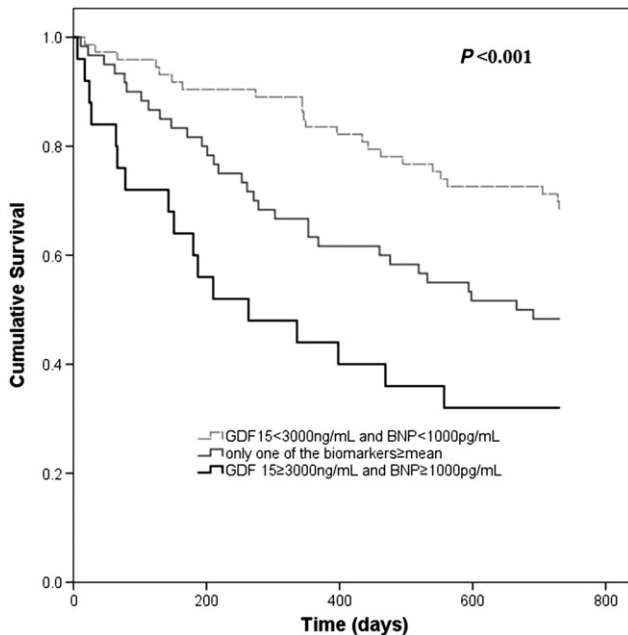 P<0.001
1.0
0.8
0.6
0.4
0.2
0.0
Cumulative Survival
GDF15<3000ng/mL and BNP<1000pg/mL
only one of the biomarkers≥mean
GDF 15≥3000ng/mL and BNP≥1000pg/mL
0 200 400 600 800
Time (days)